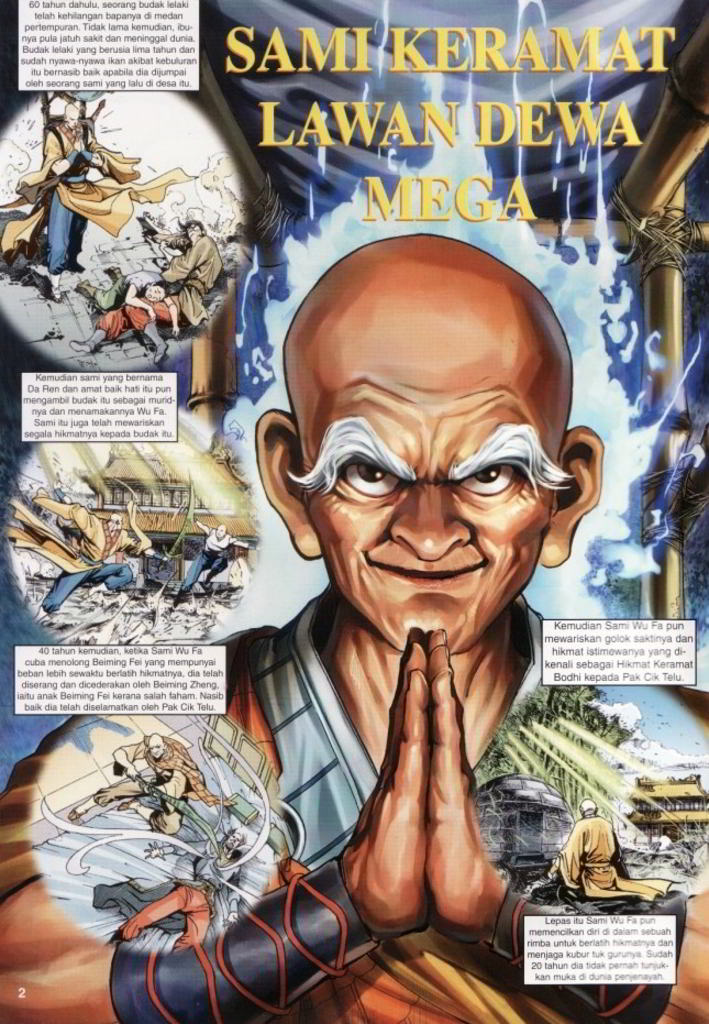 60 tahun dahulu, seorang budak lelaki
telah kehilangan bapanya di medan
pertempuran. Tidak lama kemudian, ibu-
nya pula jatuh sakit dan meninggal dunia.
Budak lelaki yang berusia lima tahun dan
sudah nyawa-nyawa ikan akibat kebuluran
itu bernasib baik apabila dia dijumpai
oleh seorang sami yang lalu di desa itu.
SAMI KERAMAT
LAWAN DEWA
MEGA
Kemudian sami yang bernama
Da Ren dan amat baik hati itu pun
mengambil budak itu sebagai murid-
nya dan menamakannya Wu Fa.
Sami itu juga telah mewariskan
segala hikmatnya kepada budak itu.
40 tahun kemudian, ketika Sami Wu Fa
cuba menolong Beiming Fei yang mempunyai
beban lebih sewaktu berlatih hikmatnya, dia telah
diserang dan dicederakan oleh Beiming Zheng,
iaitu anak Beiming Fei kerana salah faham. Nasib
baik dia telah diselamatkan oleh Pak Cik Telu.
Kemudian Sami Wu Fa pun
mewariskan golok saktinya dan
hikmat istimewanya yang di-
kenali sebagai Hikmat Keramat
Bodhi kepada Pak Cik Telu.
Lepas itu Sami Wu Fa pun
memencilkan diri di dalam sebuah
rimba untuk berlatih hikmatnya dan
menjaga kubur tuk gurunya. Sudah
20 tahun dia tidak pernah tunjuk-
kan muka di dunia penjenayah.
2